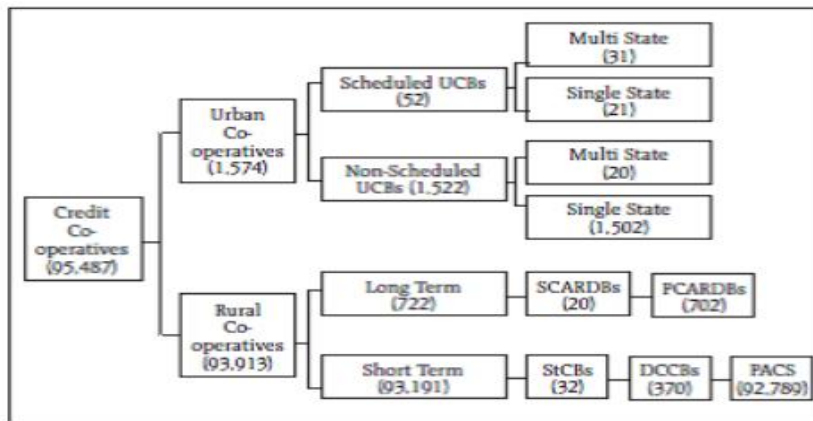 Multi State
(31)
Scheduled UCBs
(52)
Single State
(21)
Urban
Co-
operatives
(1,574)
Multi State
(20)
Non-Scheduled
UCBs (1,522)
Single State
(1,502)
Credit
Co-
operatives
(95,487)
Long Term
(722)
SCARDBs
(20)
PCARDBs
(702)
Rural
Co-
operatives
(93,913)
Short Term
(93,191)
StCBs
(32)
DCCBs
(370)
PACS
(92,789)